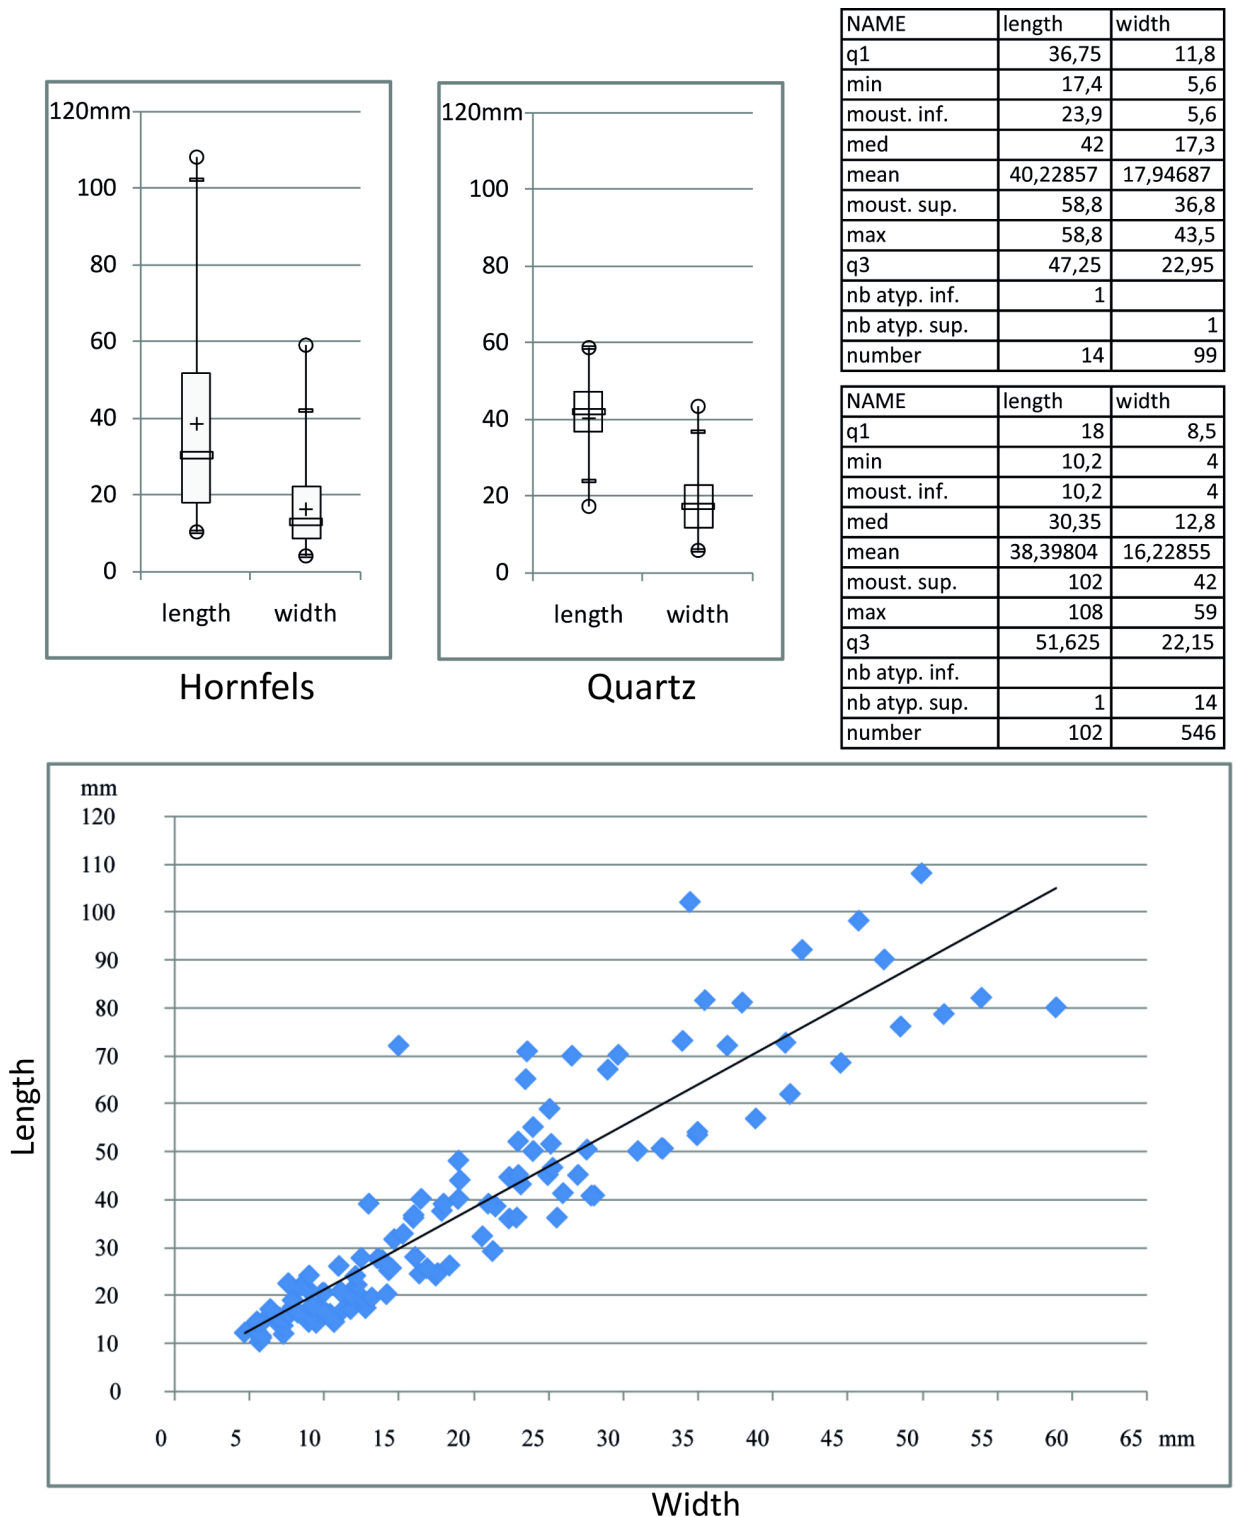 120mm
100
80
60
40
20
0
length width
Hornfels
120mm
100
80
60
40
20
0
length width
Quartz
NAME length width
q1 36,75 11,8
min 17,4 5,6
moust. inf. 23,9 5,6
med 42 17,3
mean 40,22857 17,94687
moust. sup. 58,8 36,8
max 58,8 43,5
q3 47,25 22,95
nb atyp. inf. 1
nb atyp. sup. 1
number 14 99
NAME length width
q1 18 8,5
min 10,2 4
moust. inf. 10,2 4
med 30,35 12,8
mean 38,39804 16,22855
moust. sup. 102 42
max 108 59
q3 51,625 22,15
nb atyp. inf.
nb atyp. sup. 1 14
number 102 546
mm
120
110
100
90
80
70
60
50
40
30
20
10
0
Length
0 5 10 15 20 25 30 35 40 45 50 55 60 65 mm
Width